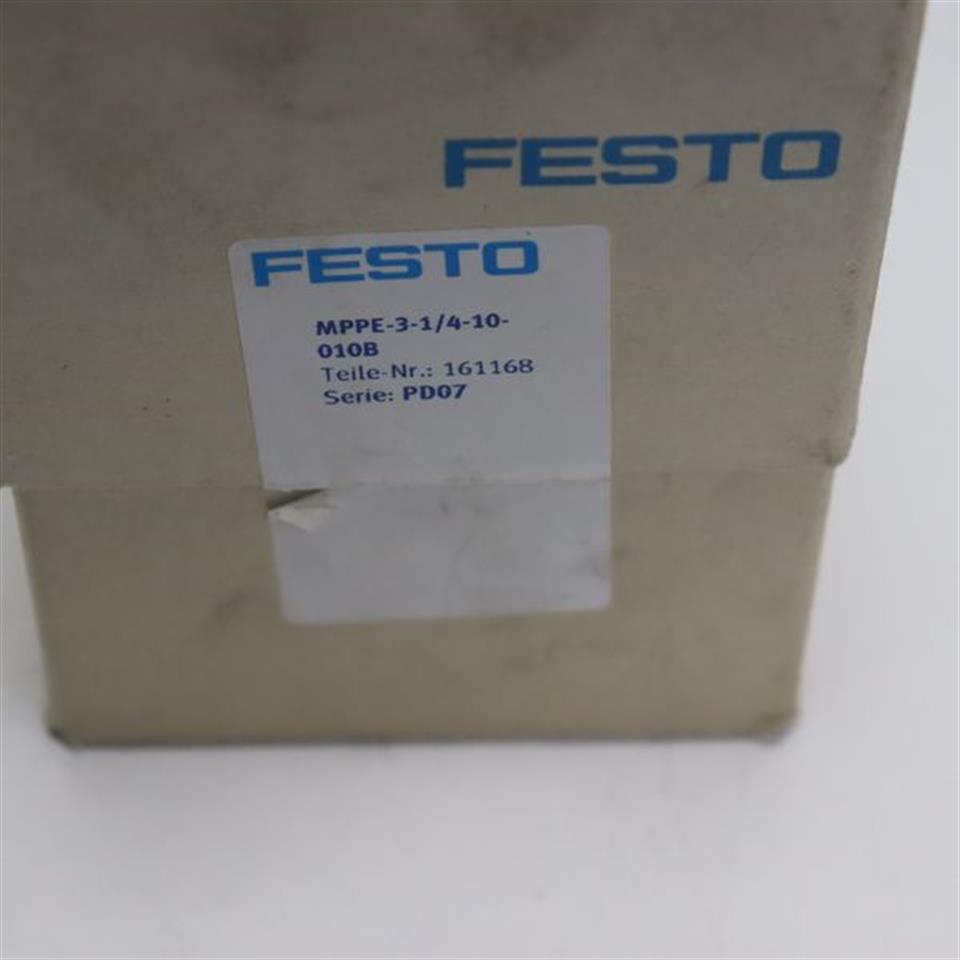 FESTO
FESTO
MPPE-3-1/4-10-
010B
Teile-Nr.: 161168
Serie: PD07